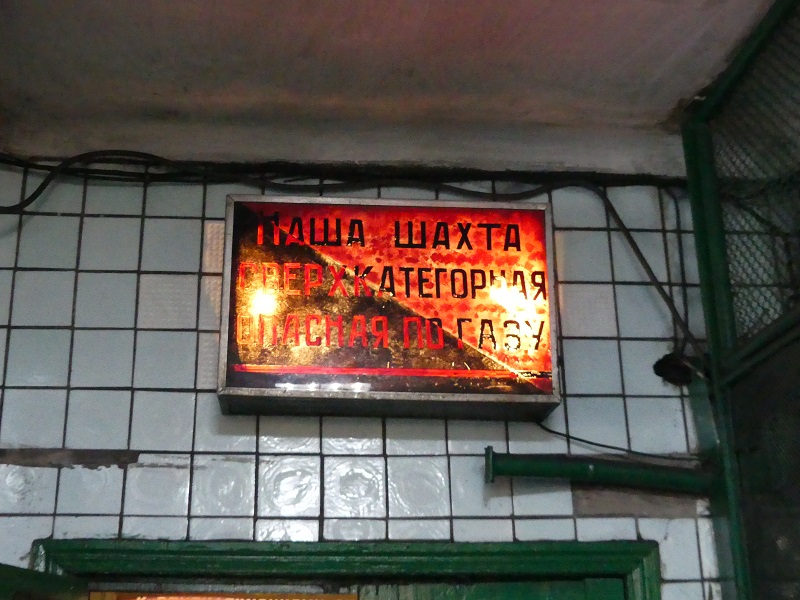 НАША ШАХТА
СВЕРХКАТЕГОРНАЯ
ОПАСНАЯ ПО ГАЗУ